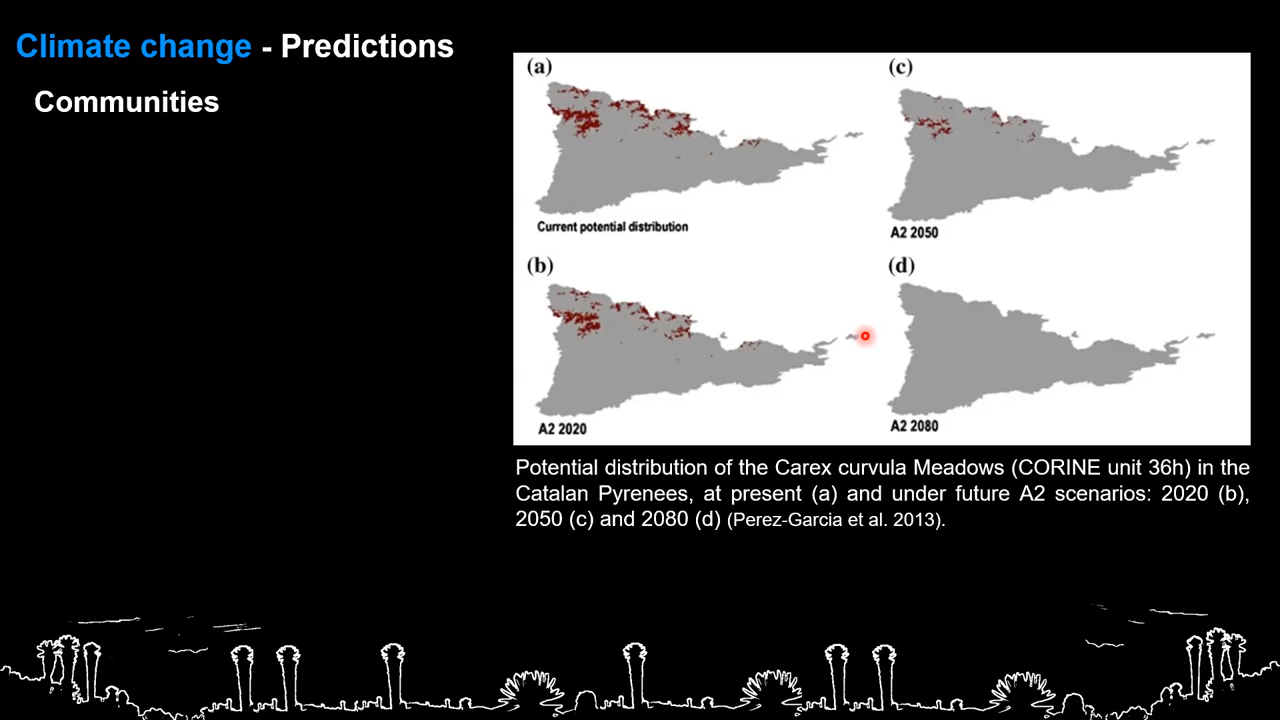 Climate change - Predictions
Communities
(a)
Current potential distribution
(c)
A2 2050
(b)
A2 2020
(d)
A2 2080
Potential distribution of the Carex curvula Meadows (CORINE unit 36h) in the
Catalan Pyrenees, at present (a) and under future A2 scenarios: 2020 (b),
2050 (c) and 2080 (d) (Perez-Garcia et al. 2013).